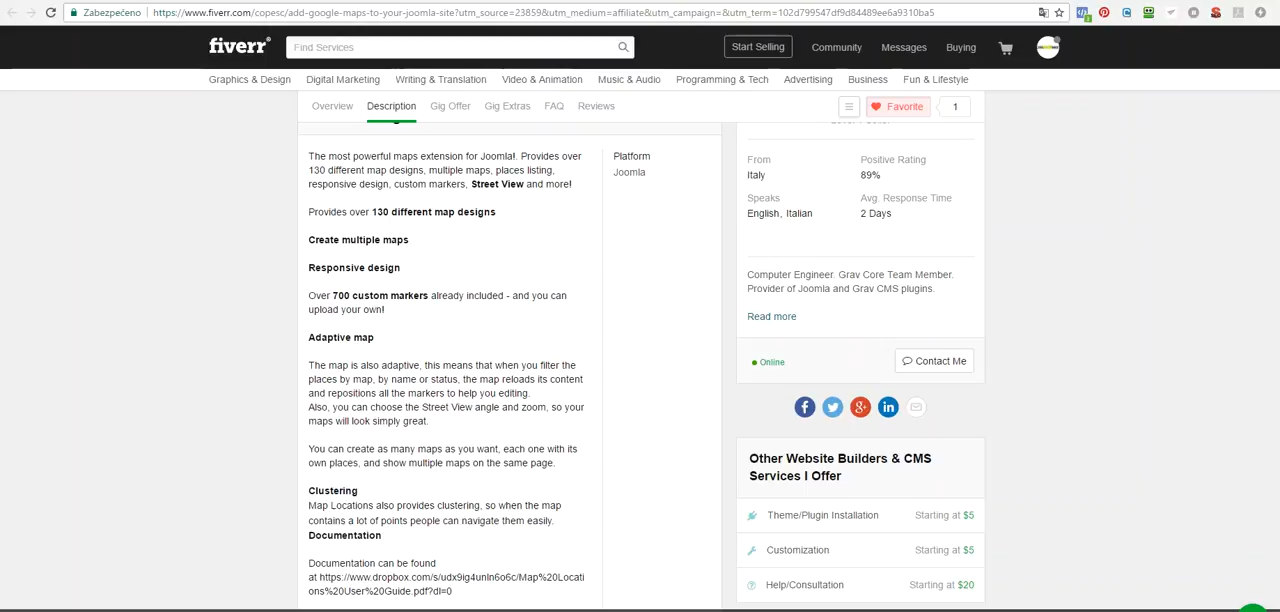 Zabezpečeno
https://www.fiverr.com/copesc/add-google-maps-to-your-joomla-site?utm_source=23859&utm_medium=affiliate&utm_campaign=&utm_term=102d799547df9d84489ee6a9310ba5
fiverr®
Find Services
Start Selling
Community
Messages
Buying
Graphics & Design
Digital Marketing
Writing & Translation
Video & Animation
Music & Audio
Programming & Tech
Advertising
Business
Fun & Lifestyle
Overview
Description
Gig Offer
Gig Extras
FAQ
Reviews
Favorite
1
The most powerful maps extension for Joomla!. Provides over
130 different map designs, multiple maps, places listing,
responsive design, custom markers, Street View and more!
Provides over 130 different map designs
Create multiple maps
Responsive design
Over 700 custom markers already included - and you can
upload your own!
Adaptive map
The map is also adaptive, this means that when you filter the
places by map, by name or status, the map reloads its content
and repositions all the markers to help you editing.
Also, you can choose the Street View angle and zoom, so your
maps will look simply great.
You can create as many maps as you want, each one with its
own places, and show multiple maps on the same page.
Clustering
Map Locations also provides clustering, so when the map
contains a lot of points people can navigate them easily.
Documentation
Documentation can be found
at https://www.dropbox.com/s/udx9ig4unln6o6c/Map%20Locati
ons%20User%20Guide.pdf?dl=0
Platform
Joomla
From
Italy
Positive Rating
89%
Speaks
English, Italian
Avg. Response Time
2 Days
Computer Engineer. Grav Core Team Member.
Provider of Joomla and Grav CMS plugins.
Read more
Online
Contact Me
Other Website Builders & CMS
Services I Offer
Theme/Plugin Installation
Starting at $5
Customization
Starting at $5
Help/Consultation
Starting at $20